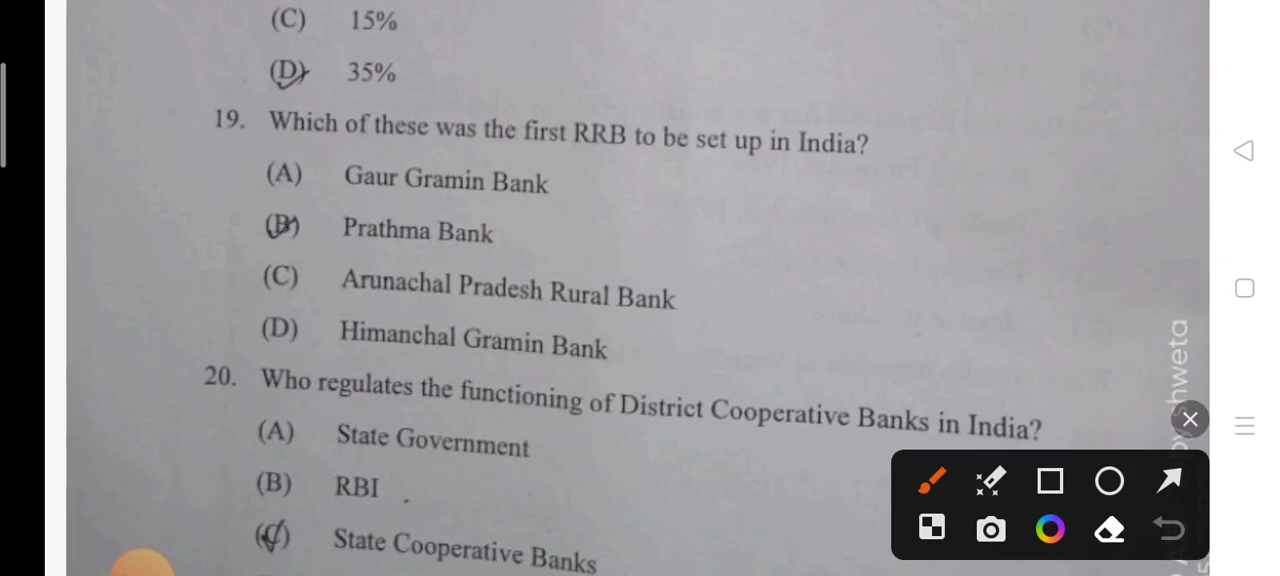 (C) 15%
(D) 35%
19. Which of these was the first RRB to be set up in India?
(A) Gaur Gramin Bank
(B) Prathma Bank
(C) Arunachal Pradesh Rural Bank
(D) Himanchal Gramin Bank
20. Who regulates the functioning of District Cooperative Banks in India?
(A) State Government
(B) RBI
(C) State Cooperative Banks
shweta